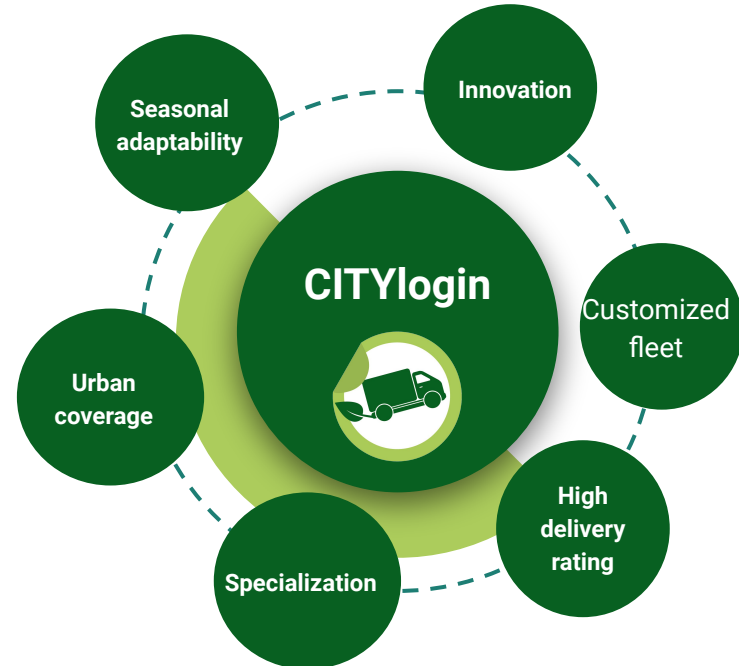 Innovation
Seasonal
adaptability
CITYlogin
Customized
fleet
Urban
coverage
High
delivery
rating
Specialization